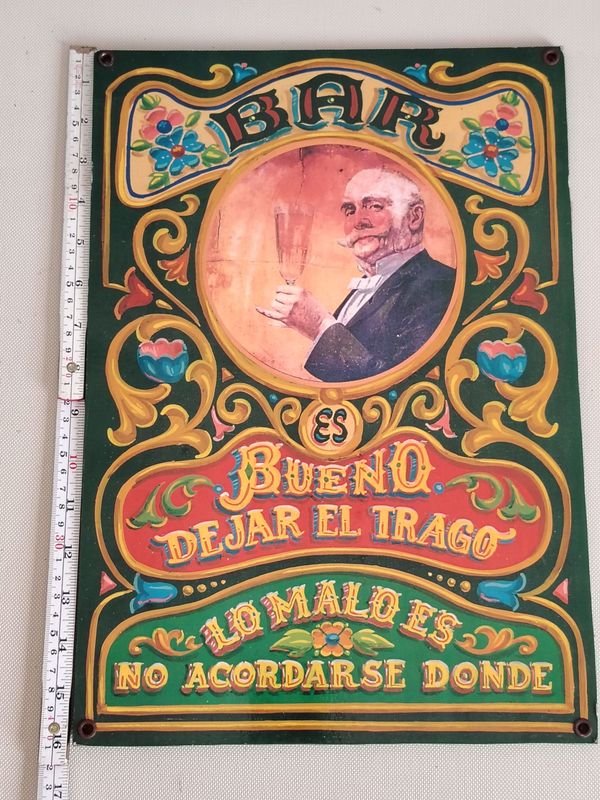 BAR
ES
BUENO
DEJAR EL TRAGO
LO MALO ES
NO ACORDARSE DONDE